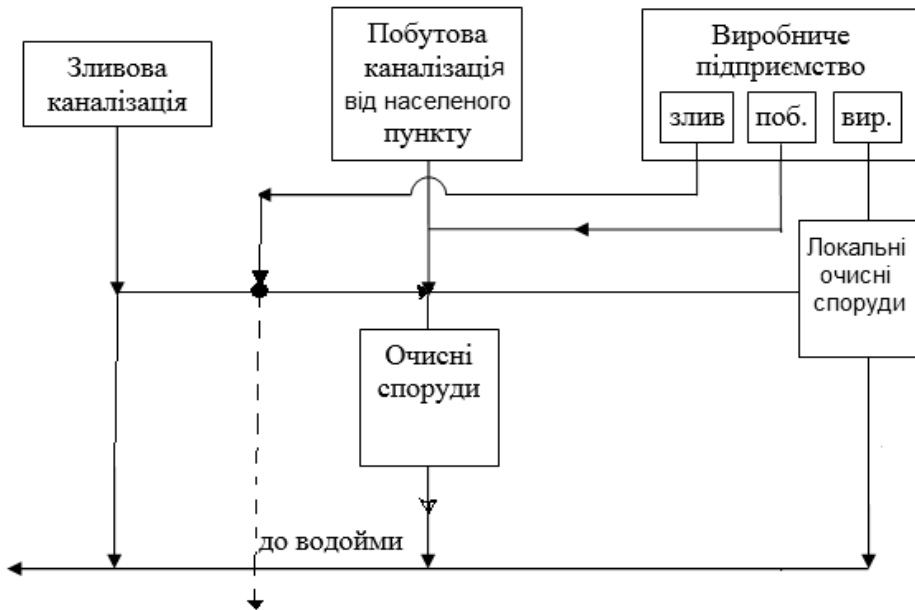 Зливова
каналізація
Побутова
каналізація
від населеного
пункту
Виробниче
підприємство
злив
поб.
вир.
Локальні
очисні
споруди
Очисні
споруди
до водойми